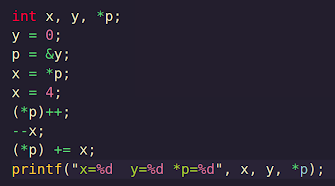 int x, y, *p;
y = 0;
p = &y;
x = *p;
x = 4;
(*p)++;
--x;
(*p) += x;
printf("x=%d  y=%d *p=%d", x, y, *p);